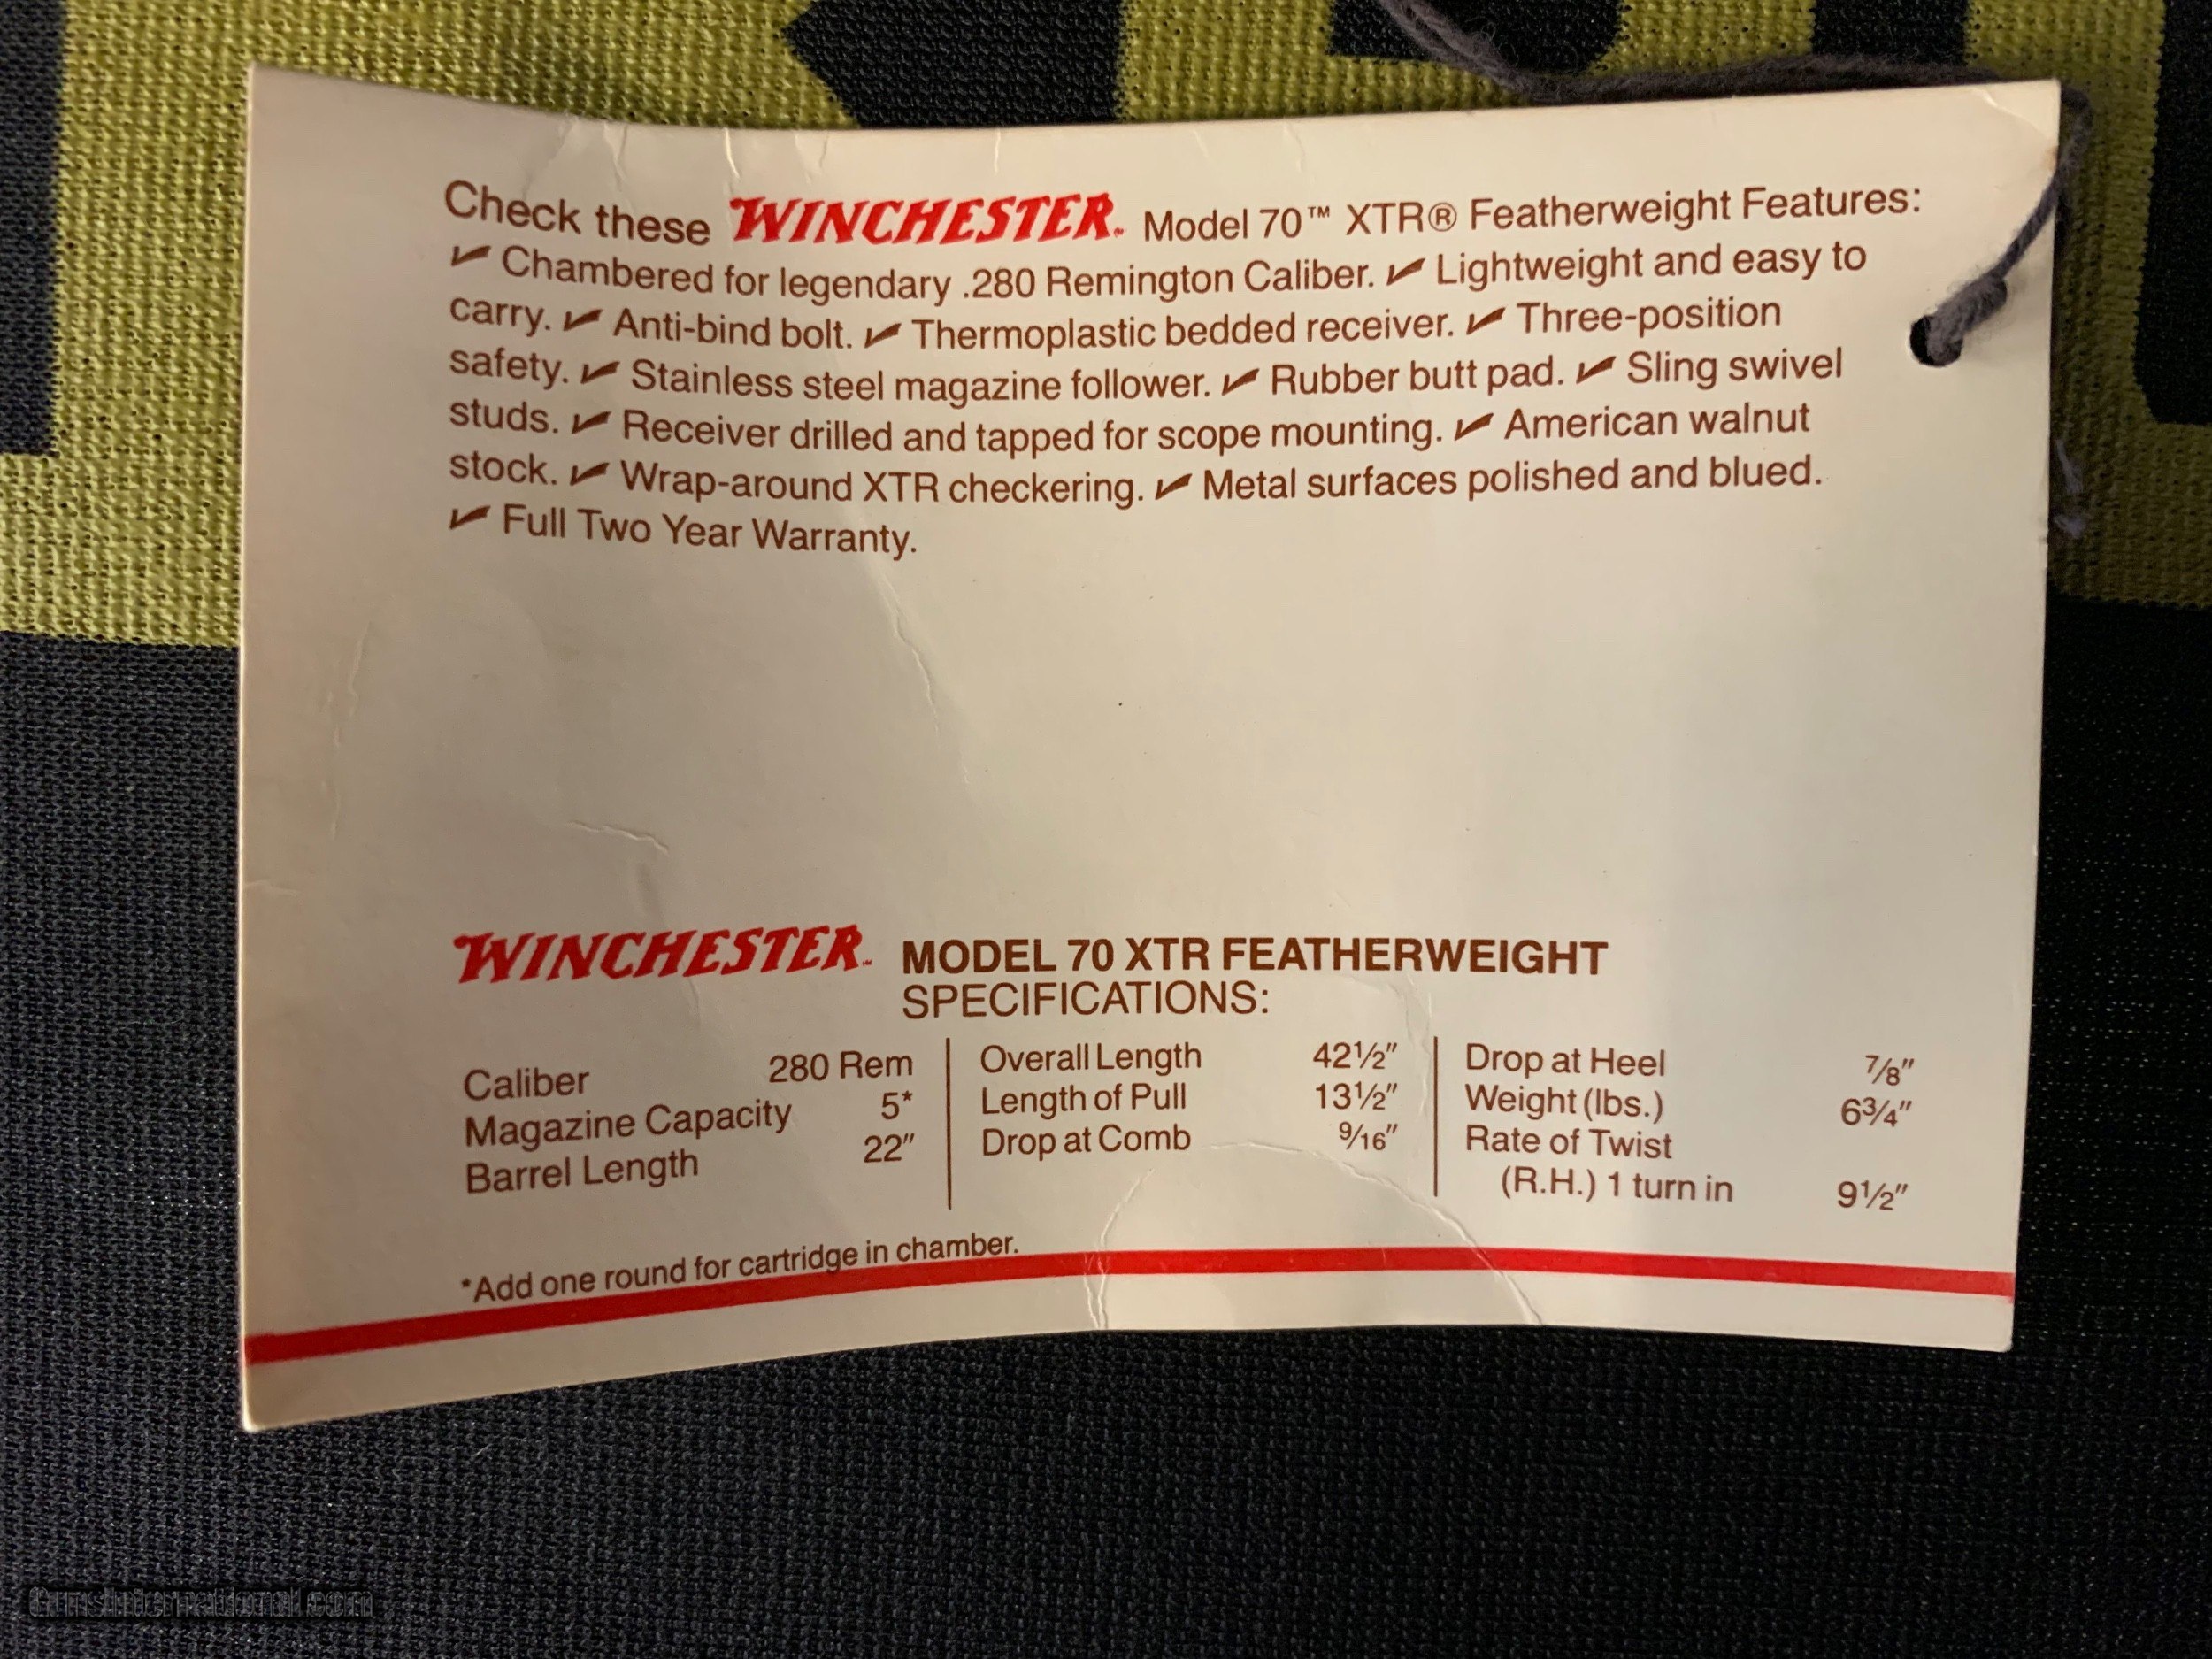 Check these WINCHESTER™ Model 70™ XTR® Featherweight Features:
✔ Chambered for legendary .280 Remington Caliber. ✔ Lightweight and easy to
carry. ✔ Anti-bind bolt. ✔ Thermoplastic bedded receiver. ✔ Three-position
safety. ✔ Stainless steel magazine follower. ✔ Rubber butt pad. ✔ Sling swivel
studs. ✔ Receiver drilled and tapped for scope mounting. ✔ American walnut
stock. ✔ Wrap-around XTR checkering. ✔ Metal surfaces polished and blued.
✔ Full Two Year Warranty.
WINCHESTER™ MODEL 70 XTR FEATHERWEIGHT
SPECIFICATIONS:
Caliber 280 Rem
Magazine Capacity 5*
Barrel Length 22″
Overall Length 42½″
Length of Pull 13½″
Drop at Comb 9/16″
Drop at Heel 7/8″
Weight (lbs.) 6¾″
Rate of Twist
(R.H.) 1 turn in 9½″
*Add one round for cartridge in chamber.
GunsInternational.com